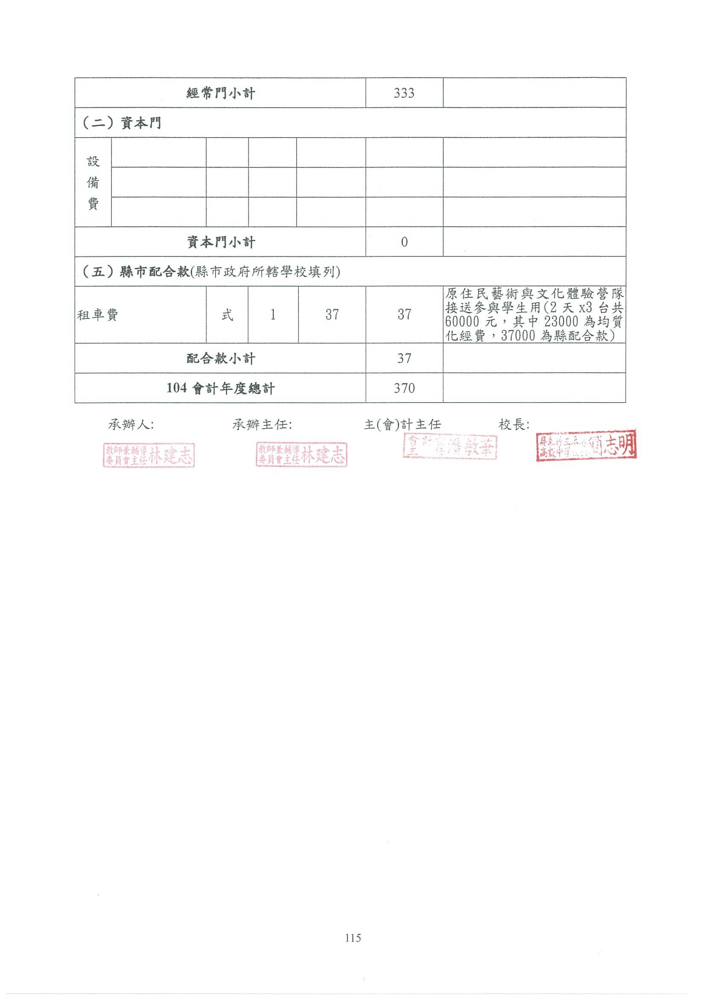 經常門小計 333
（二）資本門
設
備
費
資本門小計 0
（五）縣市配合款(縣市政府所轄學校填列)
租車費 式 1 37 37
原住民藝術與文化體驗營隊
接送參與學生用(2 天 x3 台共
60000 元，其中 23000 為均質
化經費，37000 為縣配合款)
配合款小計 37
104 會計年度總計 370
承辦人: 承辦主任: 主(會)計主任 校長:
教師兼輔導
委員會主任 林建志
教師兼輔導
委員會主任 林建志
會計室
主任 潘敏華
高級中學
志明
115